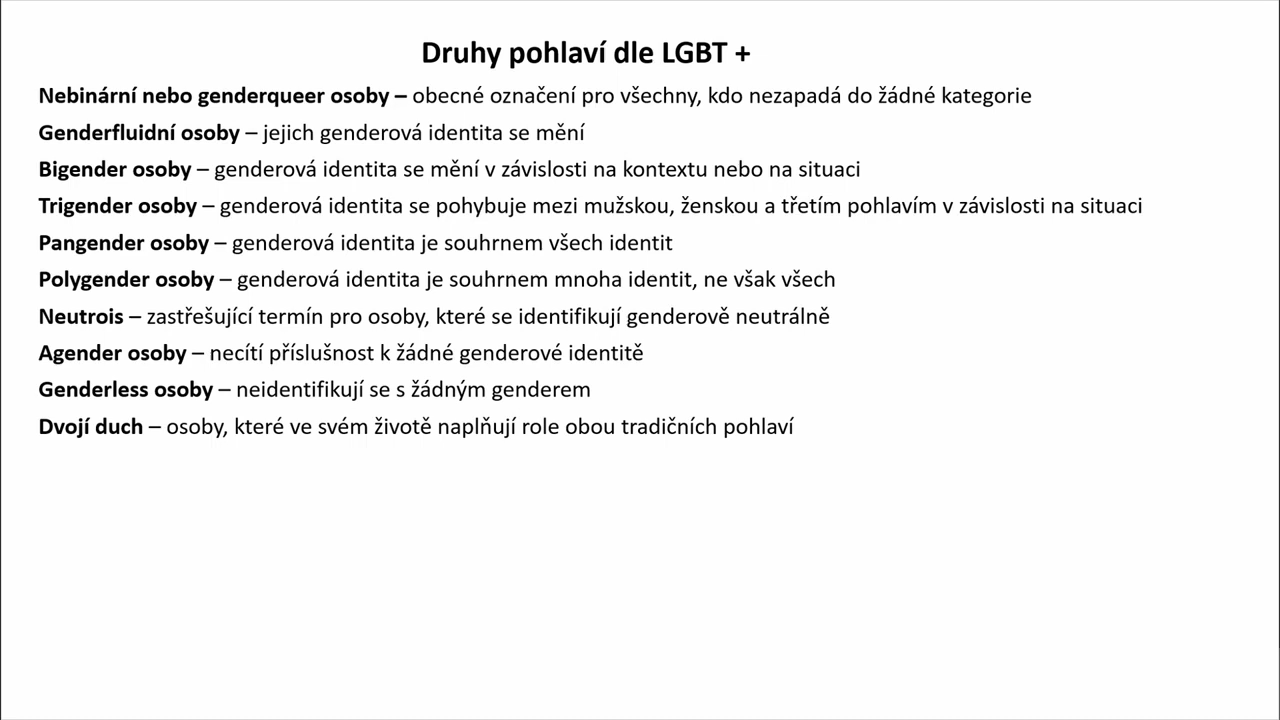 Druhy pohlaví dle LGBT +
Nebinární nebo genderqueer osoby – obecné označení pro všechny, kdo nezapadá do žádné kategorie
Genderfluidní osoby – jejich genderová identita se mění
Bigender osoby – genderová identita se mění v závislosti na kontextu nebo na situaci
Trigender osoby – genderová identita se pohybuje mezi mužskou, ženskou a třetím pohlavím v závislosti na situaci
Pangender osoby – genderová identita je souhrnem všech identit
Polygender osoby – genderová identita je souhrnem mnoha identit, ne však všech
Neutrois – zastřešující termín pro osoby, které se identifikují genderově neutrálně
Agender osoby – necítí příslušnost k žádné genderové identitě
Genderless osoby – neidentifikují se s žádným genderem
Dvojí duch – osoby, které ve svém životě naplňují role obou tradičních pohlaví